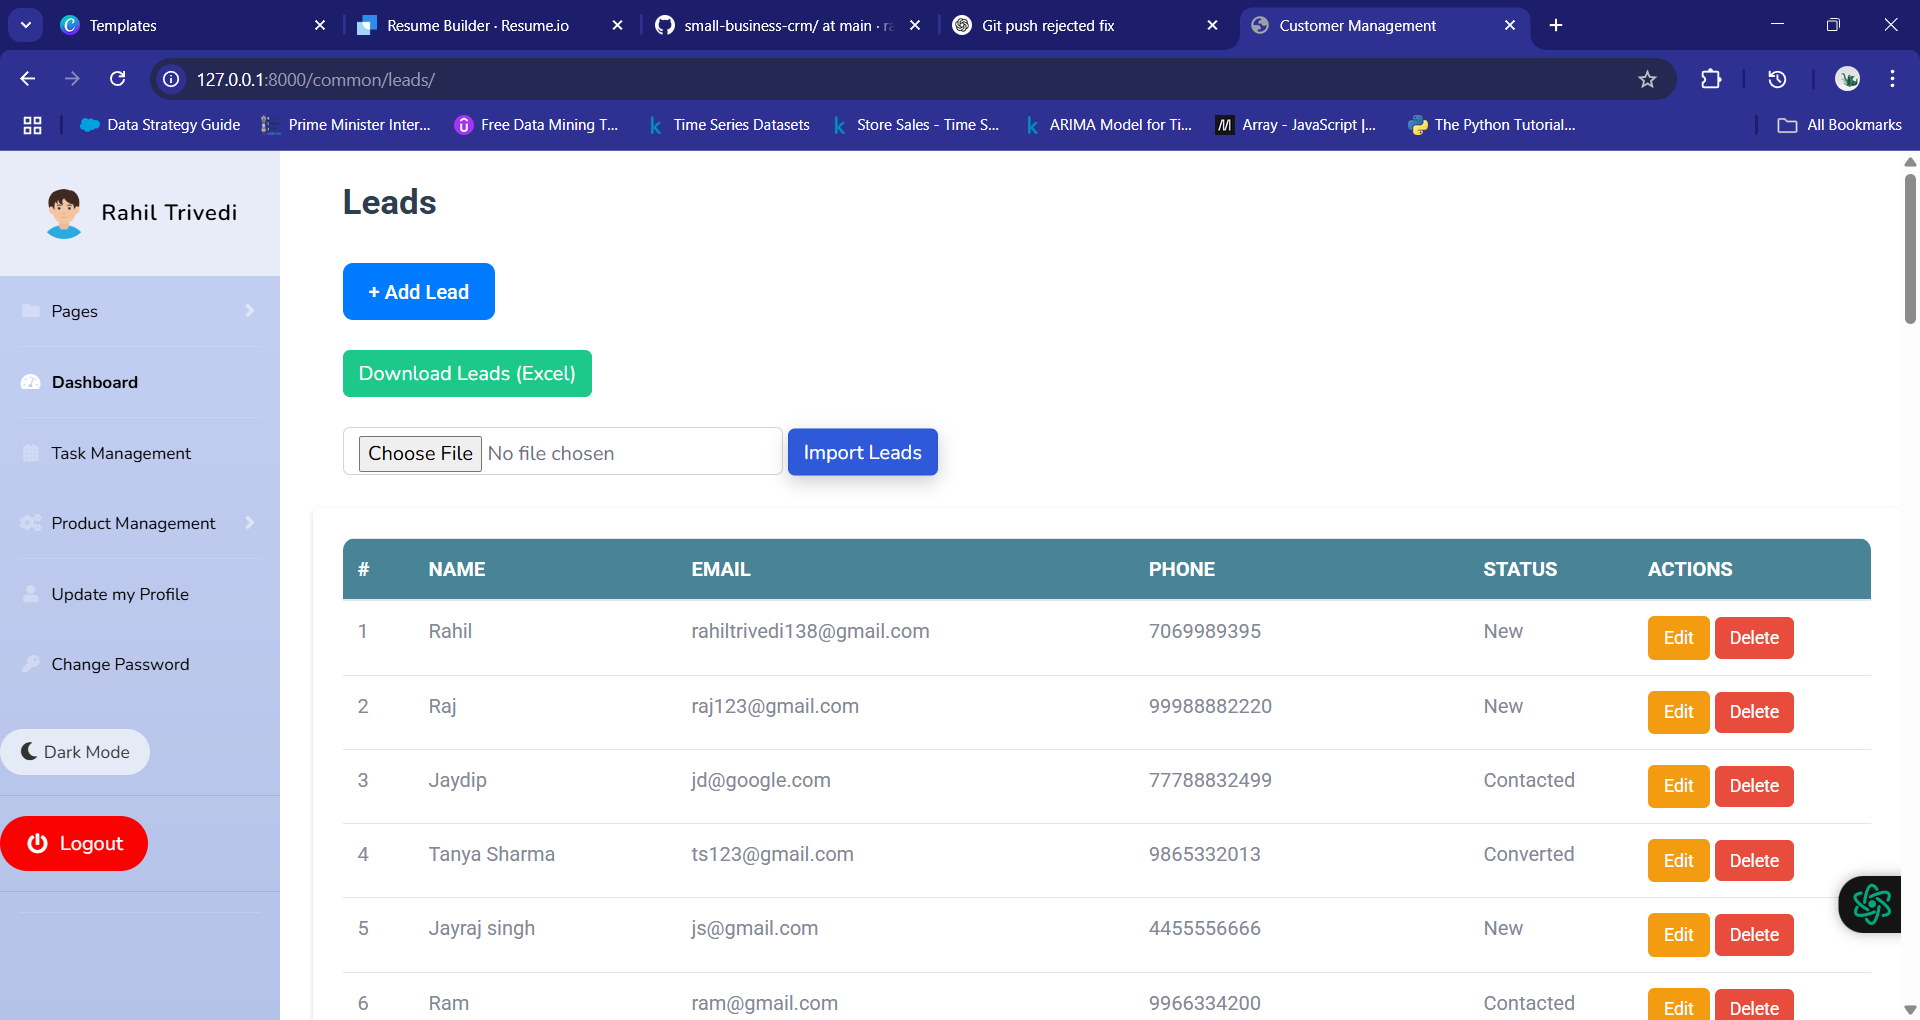 Templates
Resume Builder · Resume.io
small-business-crm/ at main · ra
Git push rejected fix
Customer Management
127.0.0.1:8000/common/leads/
Data Strategy Guide
Prime Minister Inter...
Free Data Mining T...
Time Series Datasets
Store Sales - Time S...
ARIMA Model for Ti...
Array - JavaScript |...
The Python Tutorial...
All Bookmarks
Rahil Trivedi
Pages
Dashboard
Task Management
Product Management
Update my Profile
Change Password
Dark Mode
Logout
Leads
+ Add Lead
Download Leads (Excel)
Choose File No file chosen Import Leads
# NAME EMAIL PHONE STATUS ACTIONS
1 Rahil rahiltrivedi138@gmail.com 7069989395 New Edit Delete
2 Raj raj123@gmail.com 99988882220 New Edit Delete
3 Jaydip jd@google.com 77788832499 Contacted Edit Delete
4 Tanya Sharma ts123@gmail.com 9865332013 Converted Edit Delete
5 Jayraj singh js@gmail.com 4455556666 New Edit Delete
6 Ram ram@gmail.com 9966334200 Contacted Edit Delete